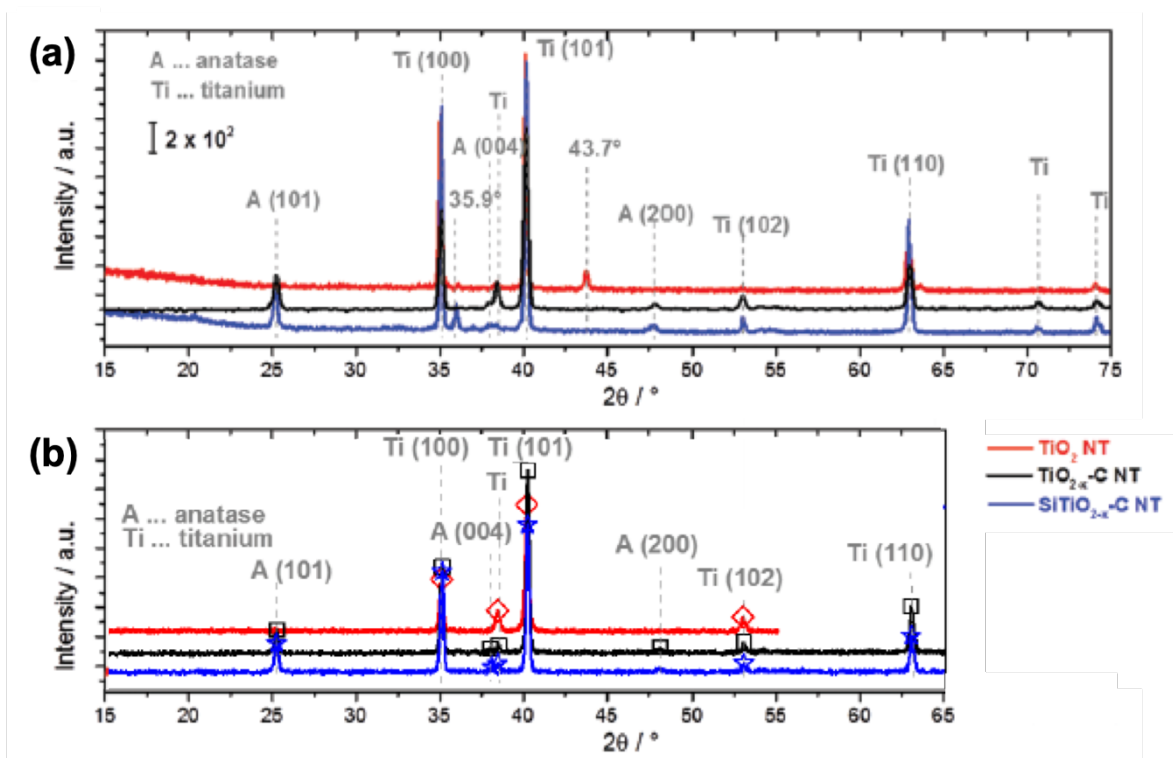 (a)
A ... anatase
Ti ... titanium
2 x 10²
Intensity / a.u.
A (101)
Ti (100)
35.9°
A (004)
Ti
Ti (101)
43.7°
A (200)
Ti (102)
Ti (110)
Ti
Ti
15 20 25 30 35 40 45 50 55 60 65 70 75
2θ / °
(b)
A ... anatase
Ti ... titanium
Intensity / a.u.
A (101)
Ti (100)
A (004)
Ti
Ti (101)
A (200)
Ti (102)
Ti (110)
15 20 25 30 35 40 45 50 55 60 65
2θ / °
TiO₂ NT
TiO₂₋ₓ-C NT
SiTiO₂₋ₓ-C NT